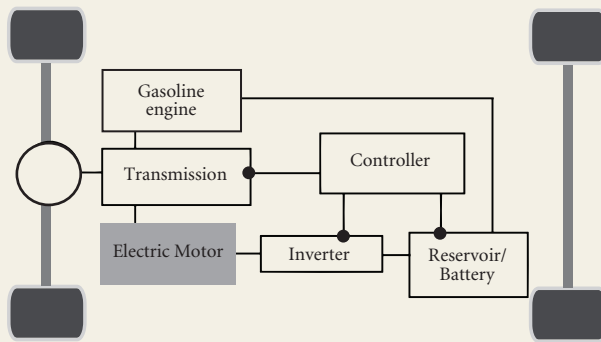 Gasoline
engine
Transmission
Controller
Electric Motor
Inverter
Reservoir/
Battery